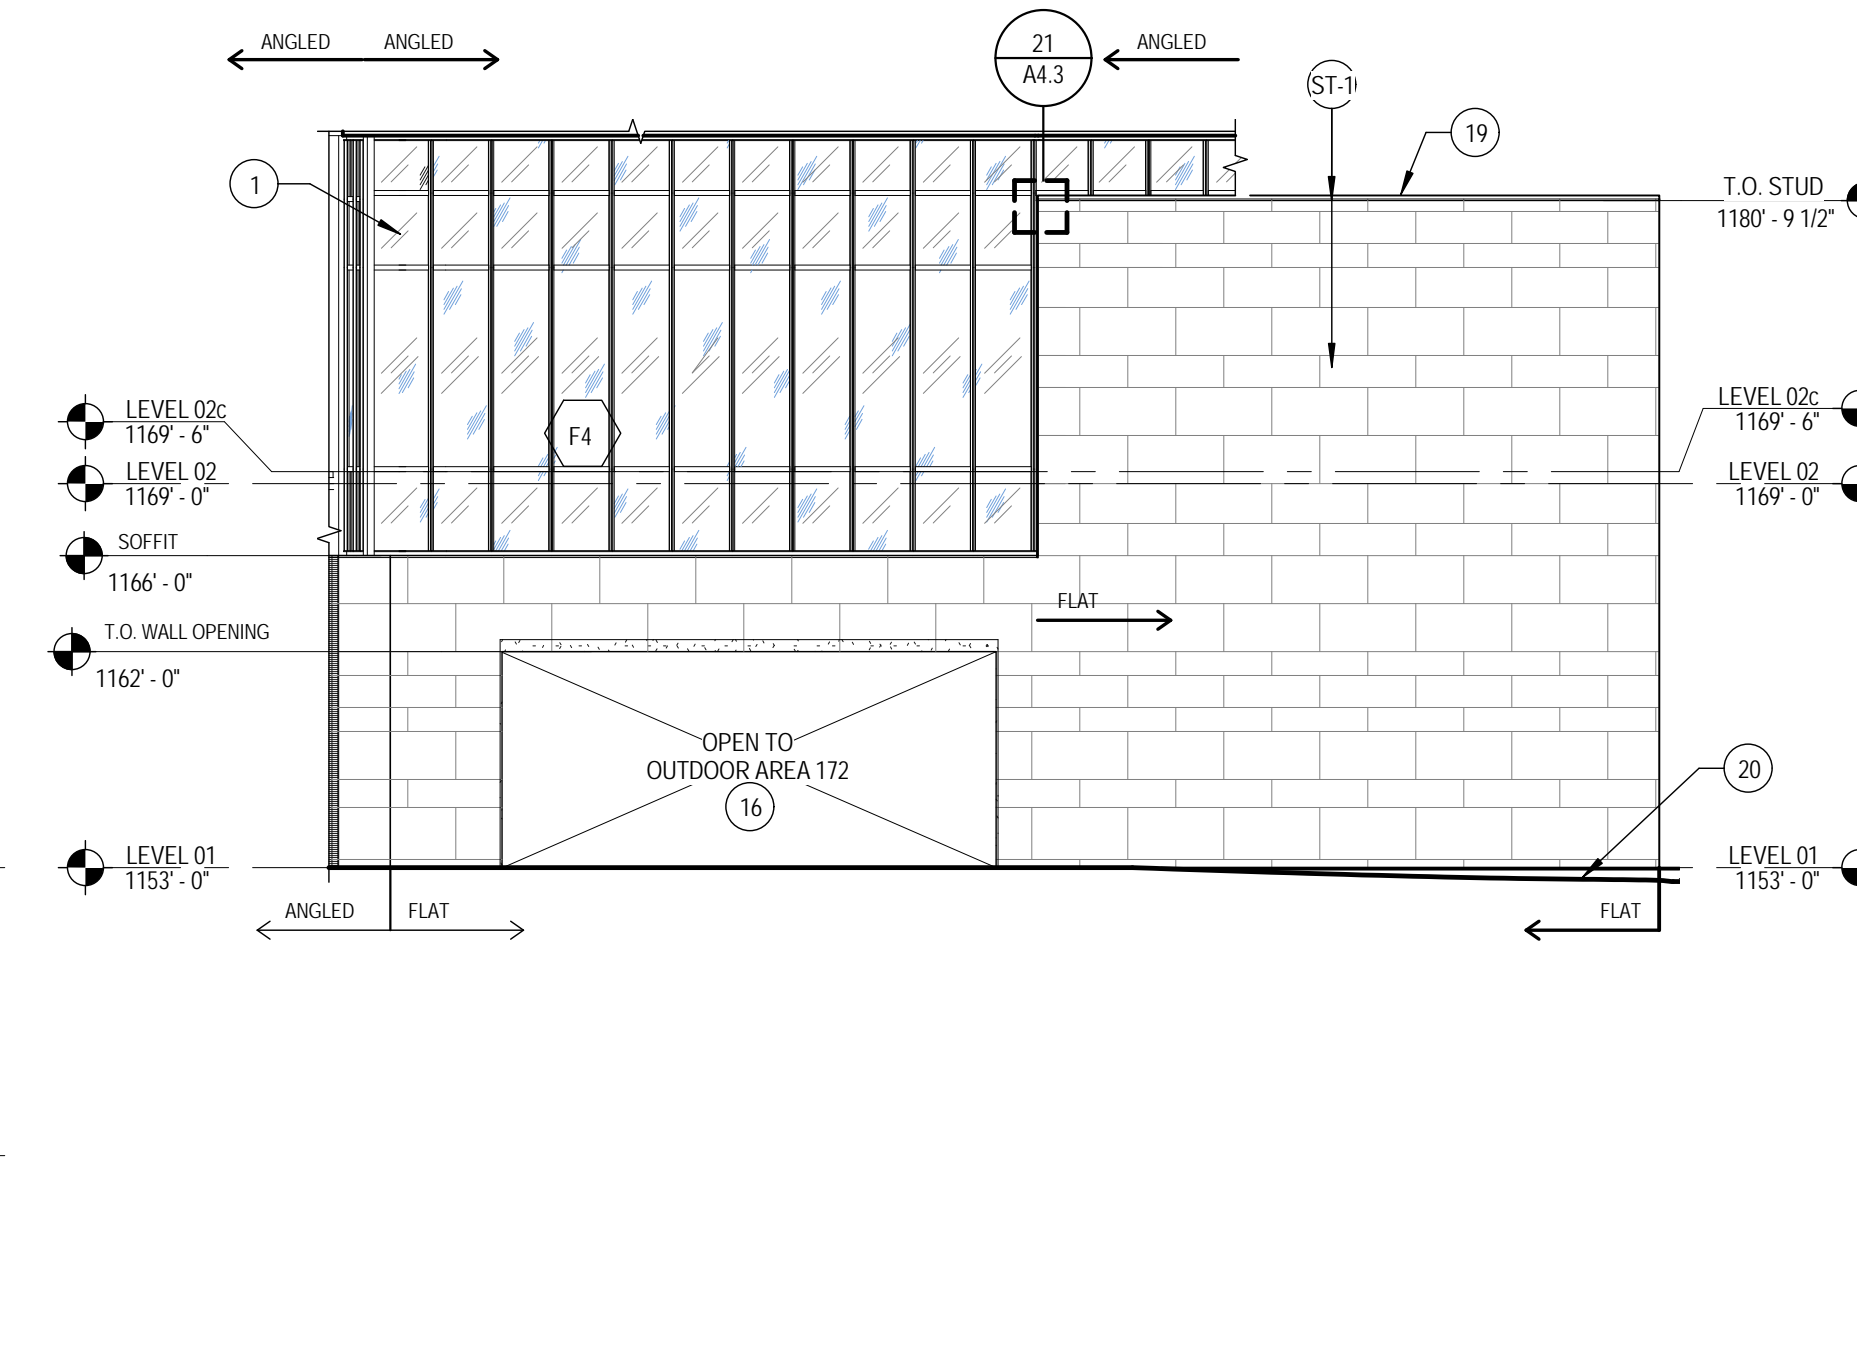 ANGLED
ANGLED
21
A4.3
ANGLED
ST-1
19
1
T.O. STUD
1180' - 9 1/2"
LEVEL 02c
1169' - 6"
LEVEL 02
1169' - 0"
F4
LEVEL 02c
1169' - 6"
LEVEL 02
1169' - 0"
SOFFIT
1166' - 0"
FLAT
T.O. WALL OPENING
1162' - 0"
OPEN TO
OUTDOOR AREA 172
16
20
LEVEL 01
1153' - 0"
LEVEL 01
1153' - 0"
ANGLED
FLAT
FLAT